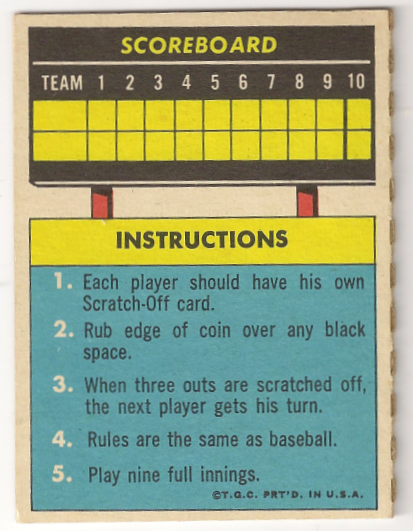 SCOREBOARD
TEAM 1 2 3 4 5 6 7 8 9 10
INSTRUCTIONS
1. Each player should have his own
Scratch-Off card.
2. Rub edge of coin over any black
space.
3. When three outs are scratched off,
the next player gets his turn.
4. Rules are the same as baseball.
5. Play nine full innings.
©T.G.C. PRT'D. IN U.S.A.